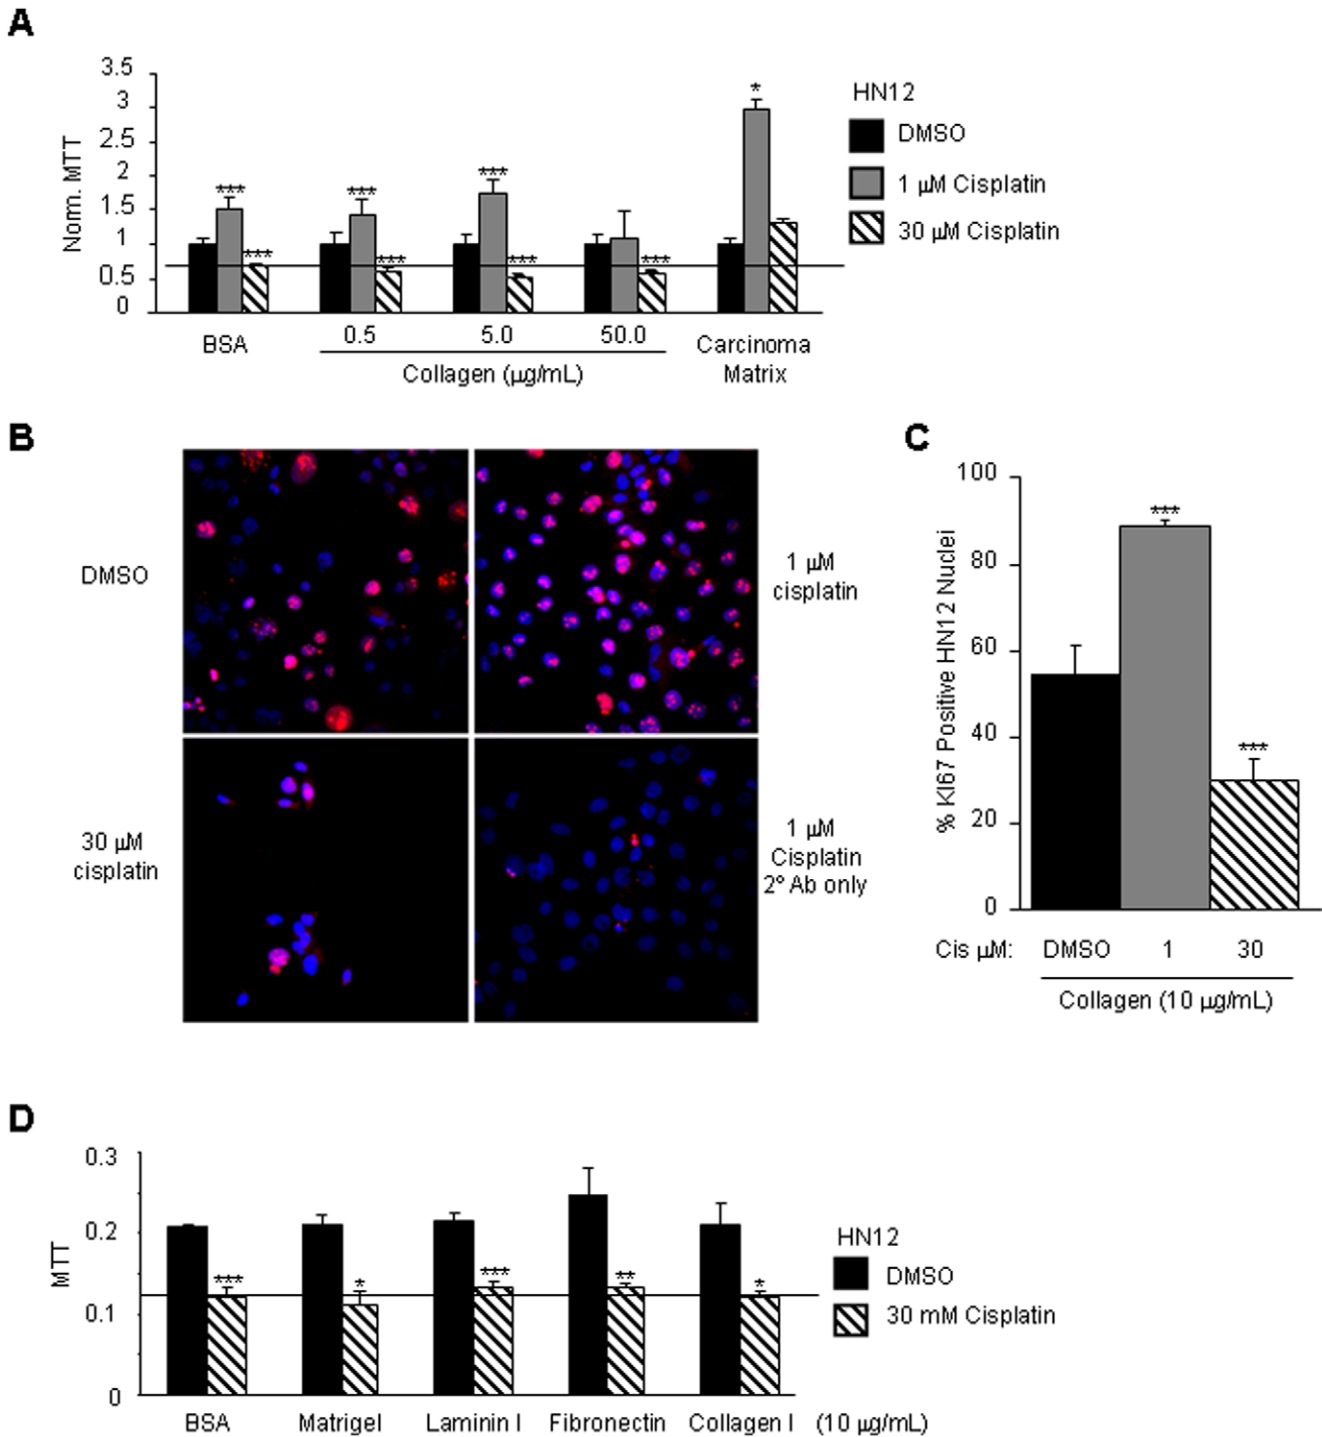 A
3.5
3
2.5
2
1.5
1
0.5
0
Norm. MTT
***
***
***
***
***
***
***
*
BSA
0.5
5.0
50.0
Collagen (µg/mL)
Carcinoma
Matrix
HN12
DMSO
1 µM Cisplatin
30 µM Cisplatin
B
DMSO
1 µM
cisplatin
30 µM
cisplatin
1 µM
Cisplatin
2° Ab only
C
100
80
60
40
20
0
% KI67 Positive HN12 Nuclei
***
***
Cis µM:
DMSO
1
30
Collagen (10 µg/mL)
D
0.3
0.2
0.1
0
MTT
***
*
***
**
*
BSA
Matrigel
Laminin I
Fibronectin
Collagen I
(10 µg/mL)
HN12
DMSO
30 mM Cisplatin